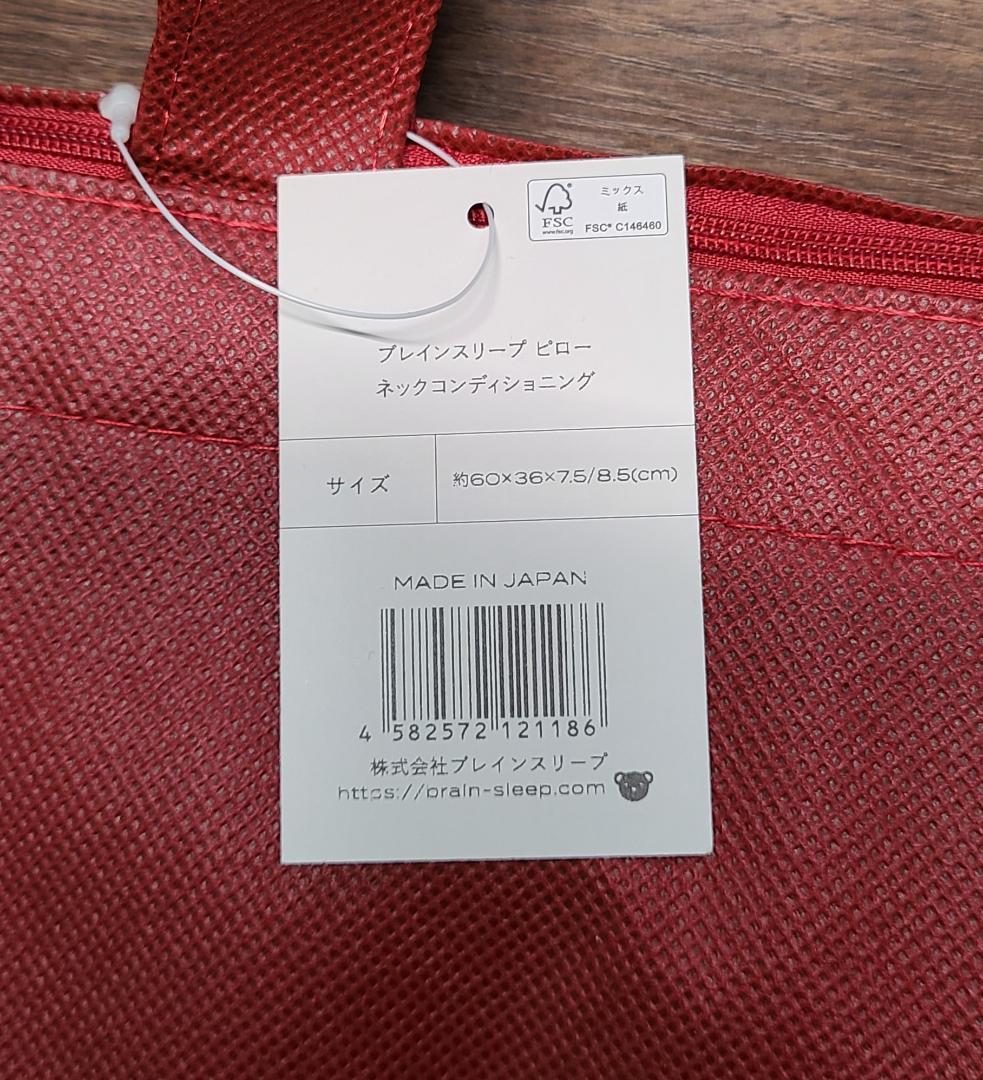 FSC®
www.fsc.org
ミックス
紙
FSC® C146460
ブレインスリープ ピロー
ネックコンディショニング
サイズ
約60×36×7.5/8.5(cm)
MADE IN JAPAN
4 582572 121186
株式会社ブレインスリープ
https://brain-sleep.com